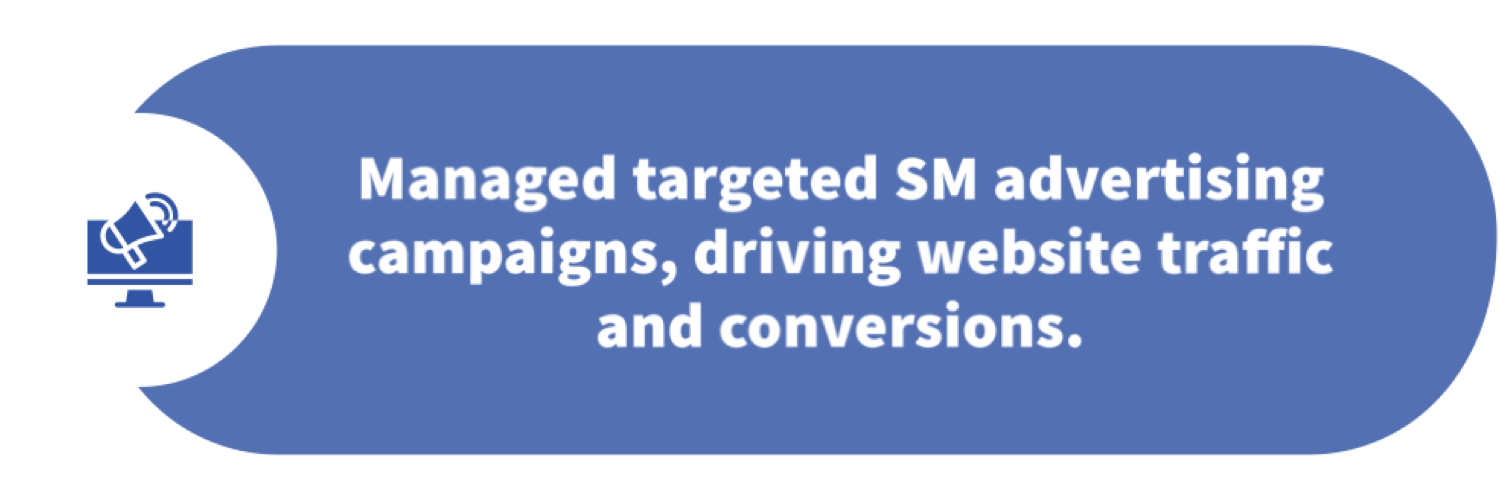 Managed targeted SM advertising
campaigns, driving website traffic
and conversions.